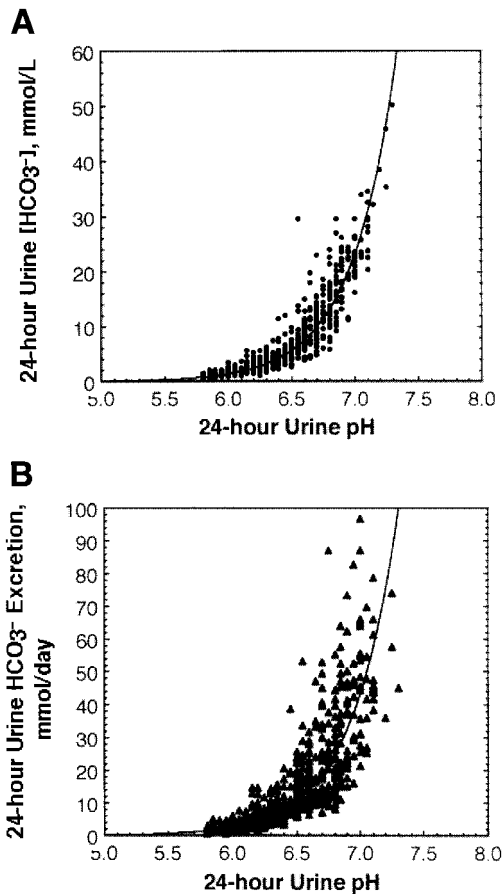 A
24-hour Urine [HCO3-], mmol/L
60
50
40
30
20
10
0
5.0 5.5 6.0 6.5 7.0 7.5 8.0
24-hour Urine pH
B
24-hour Urine HCO3- Excretion,
mmol/day
100
90
80
70
60
50
40
30
20
10
0
5.0 5.5 6.0 6.5 7.0 7.5 8.0
24-hour Urine pH